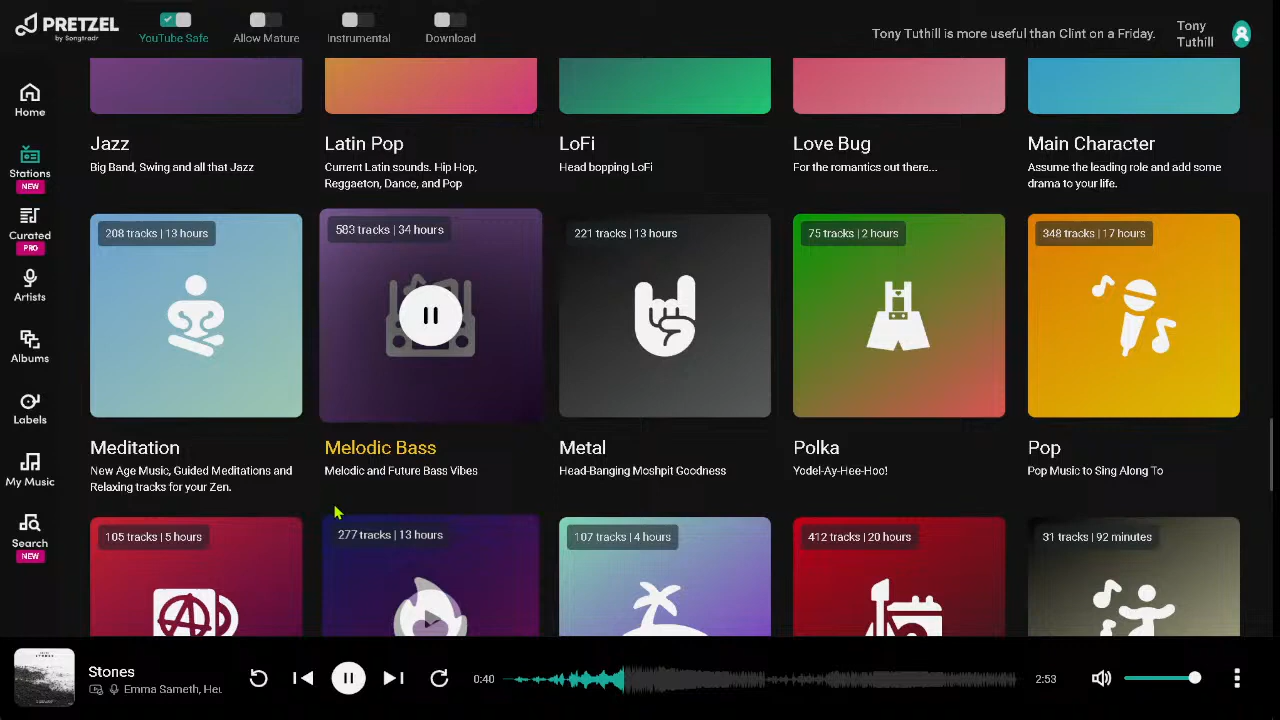 PRETZEL
by Songtradr
YouTube Safe
Allow Mature
Instrumental
Download
Tony Tuthill is more useful than Clint on a Friday.
Tony
Tuthill
Home
Stations
NEW
Curated
PRO
Artists
Albums
Labels
My Music
Search
NEW
Jazz
Big Band, Swing and all that Jazz
Latin Pop
Current Latin sounds. Hip Hop,
Reggaeton, Dance, and Pop
LoFi
Head bopping LoFi
Love Bug
For the romantics out there...
Main Character
Assume the leading role and add some
drama to your life.
208 tracks | 13 hours
583 tracks | 34 hours
221 tracks | 13 hours
75 tracks | 2 hours
348 tracks | 17 hours
Meditation
New Age Music, Guided Meditations and
Relaxing tracks for your Zen.
Melodic Bass
Melodic and Future Bass Vibes
Metal
Head-Banging Moshpit Goodness
Polka
Yodel-Ay-Hee-Hoo!
Pop
Pop Music to Sing Along To
105 tracks | 5 hours
277 tracks | 13 hours
107 tracks | 4 hours
412 tracks | 20 hours
31 tracks | 92 minutes
Stones
Emma Sameth, Heu
0:40
2:53